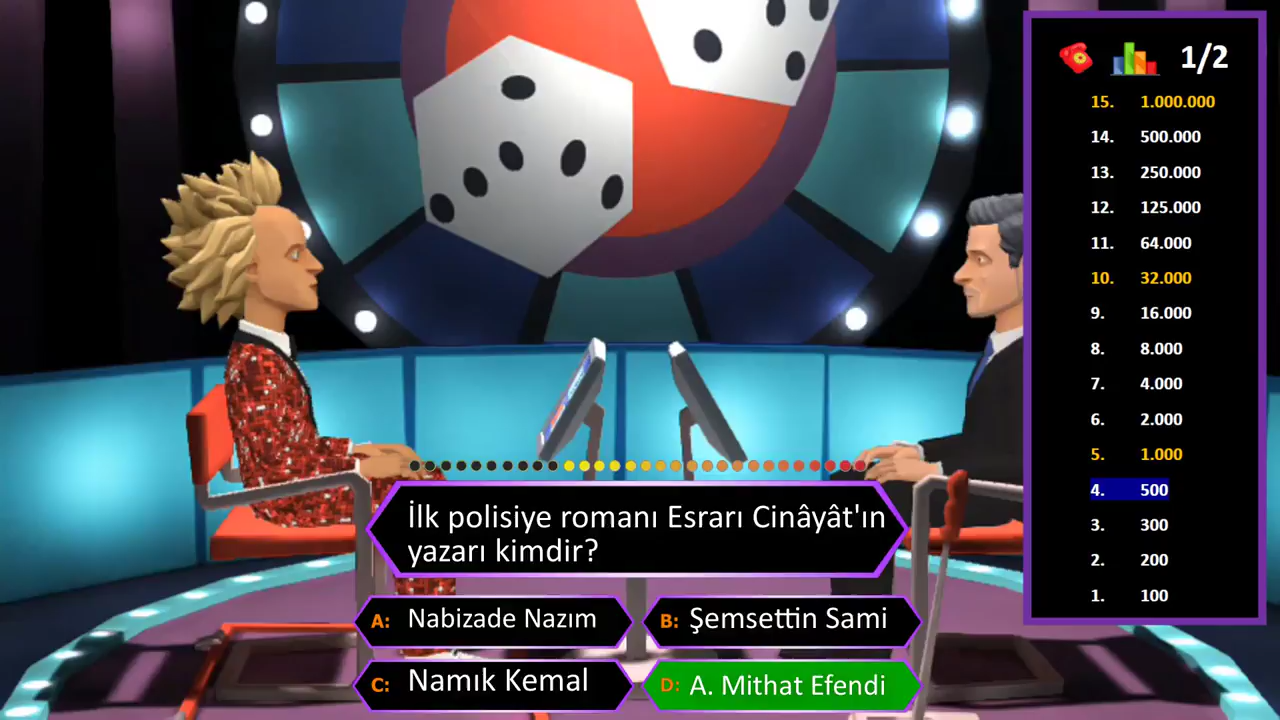 1/2
15. 1.000.000
14. 500.000
13. 250.000
12. 125.000
11. 64.000
10. 32.000
9. 16.000
8. 8.000
7. 4.000
6. 2.000
5. 1.000
4. 500
3. 300
2. 200
1. 100
İlk polisiye romanı Esrarı Cinâyât'ın
yazarı kimdir?
A: Nabizade Nazım
B: Şemsettin Sami
C: Namık Kemal
D: A. Mithat Efendi